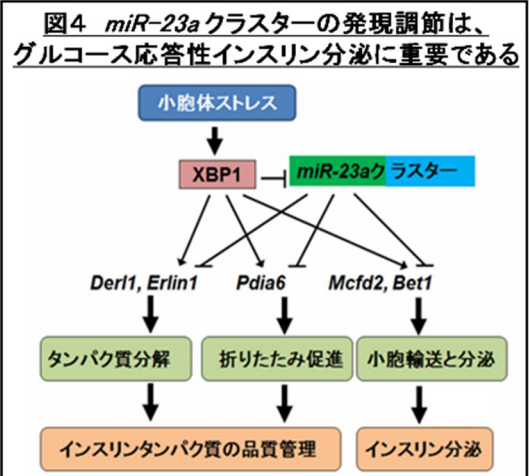 図4 miR-23aクラスターの発現調節は、
グルコース応答性インスリン分泌に重要である
小胞体ストレス
XBP1 miR-23aクラスター
Derl1, Erlin1 Pdia6 Mcfd2, Bet1
タンパク質分解 折りたたみ促進 小胞輸送と分泌
インスリンタンパク質の品質管理 インスリン分泌